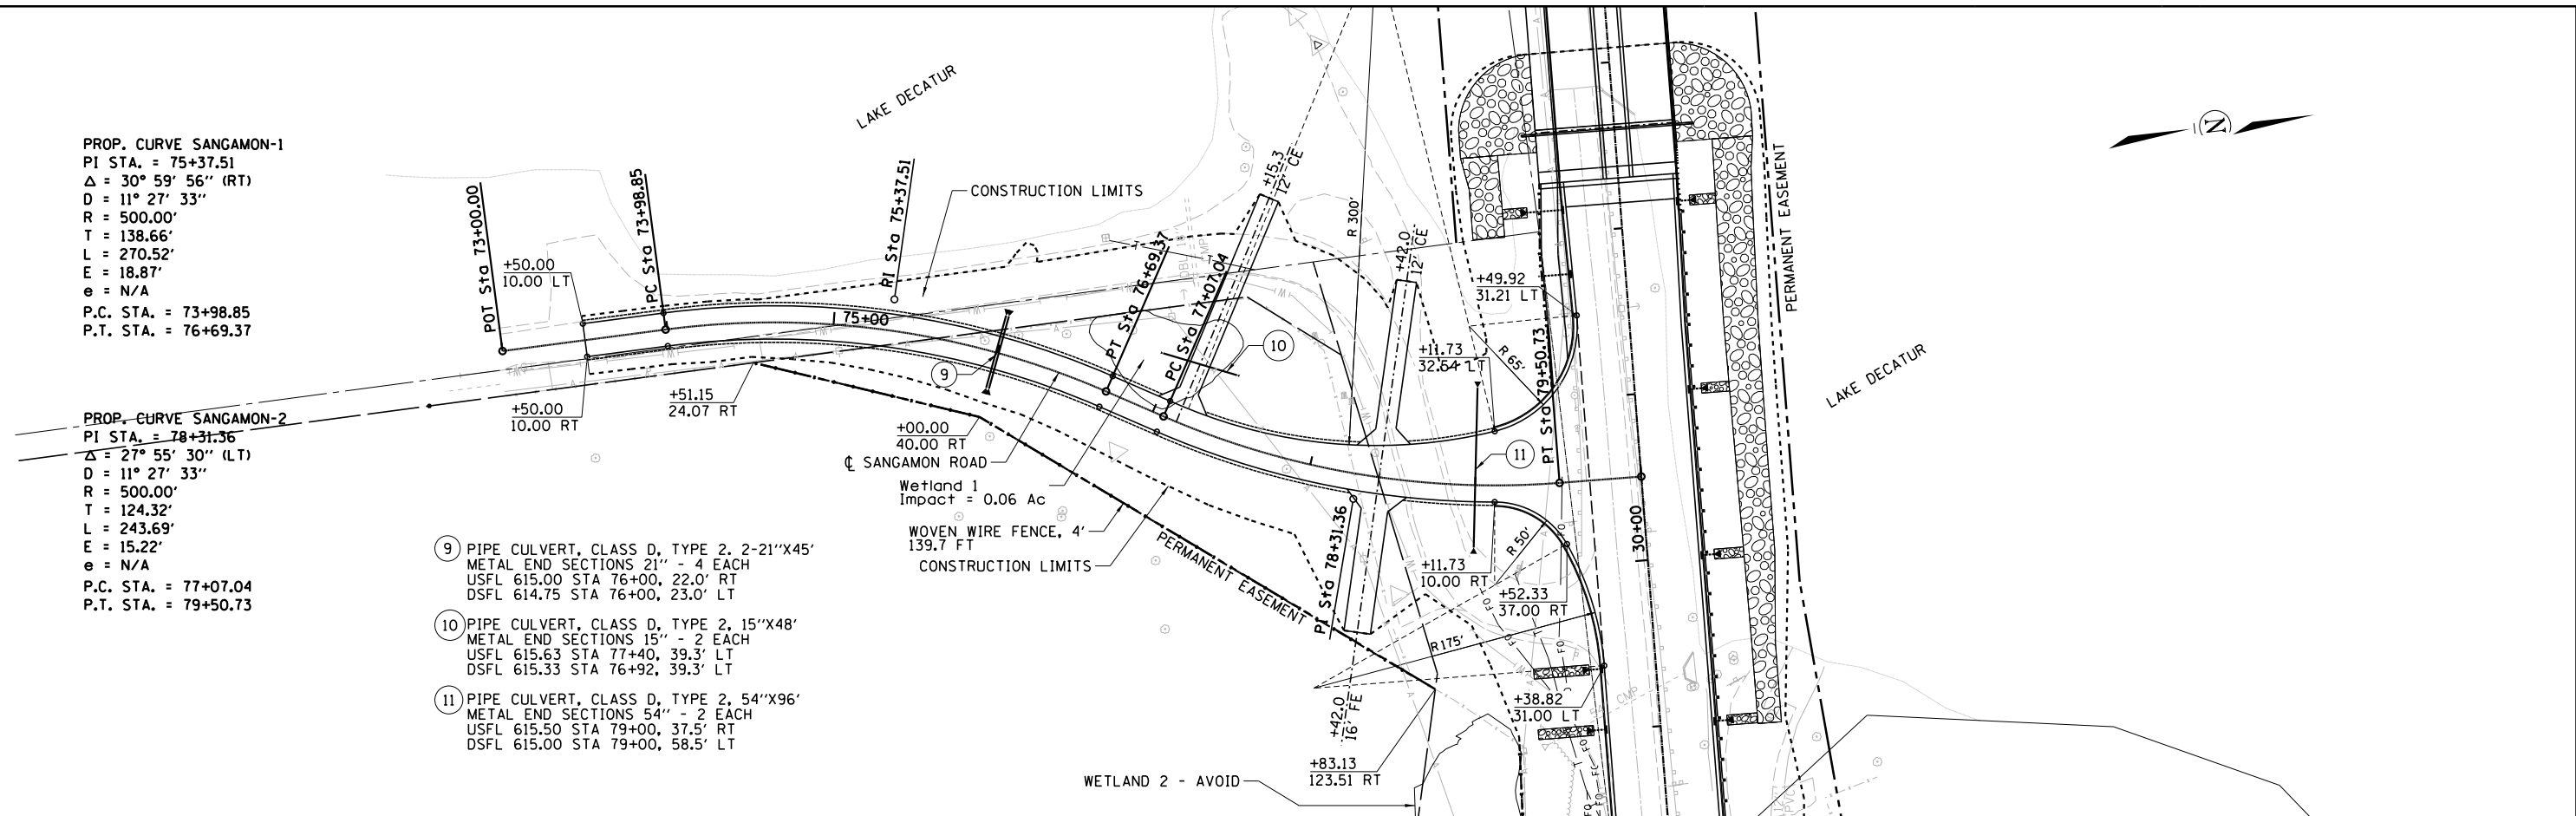 PROP. CURVE SANGAMON-1
PI STA. = 75+37.51
Δ = 30° 59' 56'' (RT)
D = 11° 27' 33''
R = 500.00'
T = 138.66'
L = 270.52'
E = 18.87'
e = N/A
P.C. STA. = 73+98.85
P.T. STA. = 76+69.37
PROP. CURVE SANGAMON-2
PI STA. = 78+31.36
Δ = 27° 55' 30'' (LT)
D = 11° 27' 33''
R = 500.00'
T = 124.32'
L = 243.69'
E = 15.22'
e = N/A
P.C. STA. = 77+07.04
P.T. STA. = 79+50.73
LAKE DECATUR
POT Sta 73+00.00
PC Sta 73+98.85
PI Sta 75+37.51
CONSTRUCTION LIMITS
+50.00
10.00 LT
75+00
+50.00
10.00 RT
+51.15
24.07 RT
9
PT Sta 76+69.37
PC Sta 77+07.04
+15.3
12' CE
10
R 300'
+42.0
12' CE
+49.92
31.21 LT
+11.73
32.54 LT
R 65'
PT Sta 79+50.73
11
+00.00
40.00 RT
℄ SANGAMON ROAD
Wetland 1
Impact = 0.06 Ac
WOVEN WIRE FENCE, 4'
139.7 FT
CONSTRUCTION LIMITS
PERMANENT EASEMENT
PI Sta 78+31.36
+42.0
16' FE
R 50'
+11.73
10.00 RT
+52.33
37.00 RT
R175'
+38.82
31.00 LT
+83.13
123.51 RT
WETLAND 2 - AVOID
30+00
CMP
FO
PERMANENT EASEMENT
LAKE DECATUR
N
9 PIPE CULVERT, CLASS D, TYPE 2, 2-21''X45'
METAL END SECTIONS 21'' - 4 EACH
USFL 615.00 STA 76+00, 22.0' RT
DSFL 614.75 STA 76+00, 23.0' LT
10 PIPE CULVERT, CLASS D, TYPE 2, 15''X48'
METAL END SECTIONS 15'' - 2 EACH
USFL 615.63 STA 77+40, 39.3' LT
DSFL 615.33 STA 76+92, 39.3' LT
11 PIPE CULVERT, CLASS D, TYPE 2, 54''X96'
METAL END SECTIONS 54'' - 2 EACH
USFL 615.50 STA 79+00, 37.5' RT
DSFL 615.00 STA 79+00, 58.5' LT